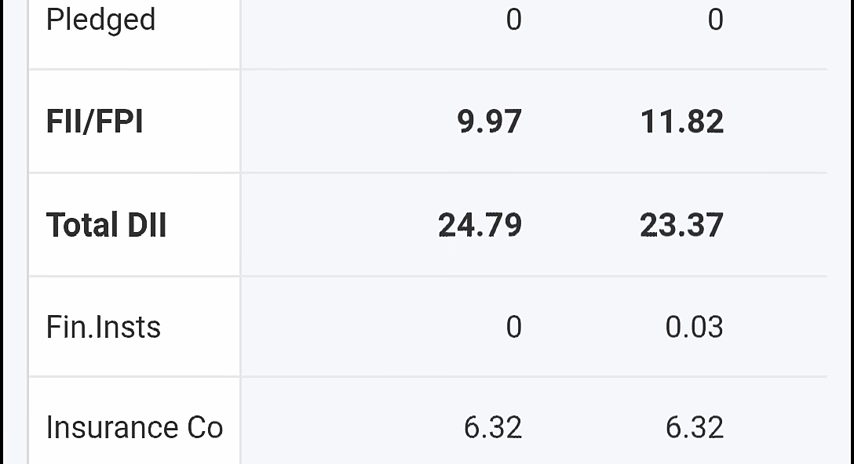 Pledged 0 0
FII/FPI 9.97 11.82
Total DII 24.79 23.37
Fin.Insts 0 0.03
Insurance Co 6.32 6.32